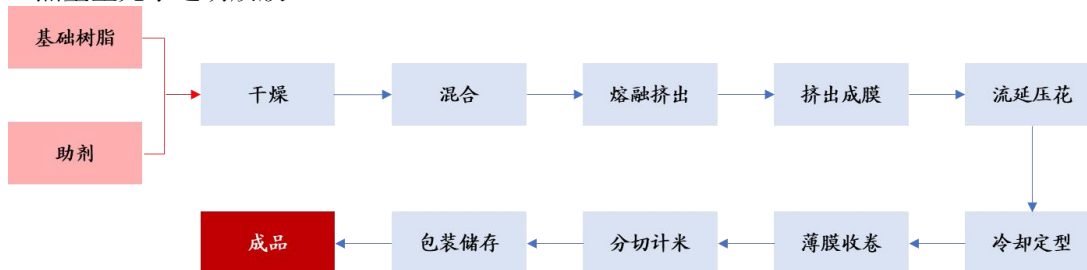 基础树脂
助剂
干燥
混合
熔融挤出
挤出成膜
流延压花
冷却定型
薄膜收卷
分切计米
包装储存
成品